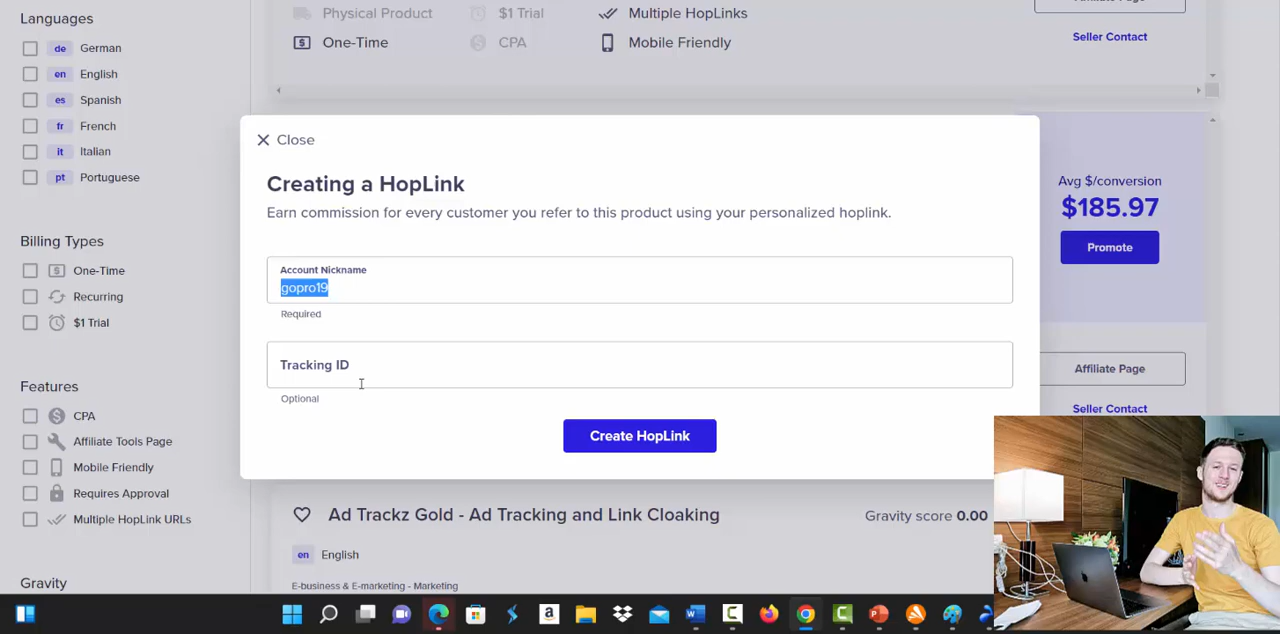 Languages
de German
en English
es Spanish
fr French
it Italian
pt Portuguese
Billing Types
One-Time
Recurring
$1 Trial
Features
CPA
Affiliate Tools Page
Mobile Friendly
Requires Approval
Multiple HopLink URLs
Gravity
Physical Product $1 Trial Multiple HopLinks
One-Time CPA Mobile Friendly
Affiliate Page
Seller Contact
Close
Creating a HopLink
Earn commission for every customer you refer to this product using your personalized hoplink.
Account Nickname
gopro19
Required
Tracking ID
Optional
Create HopLink
Avg $/conversion
$185.97
Promote
Affiliate Page
Seller Contact
Ad Trackz Gold - Ad Tracking and Link Cloaking
Gravity score 0.00
en English
E-business & E-marketing - Marketing